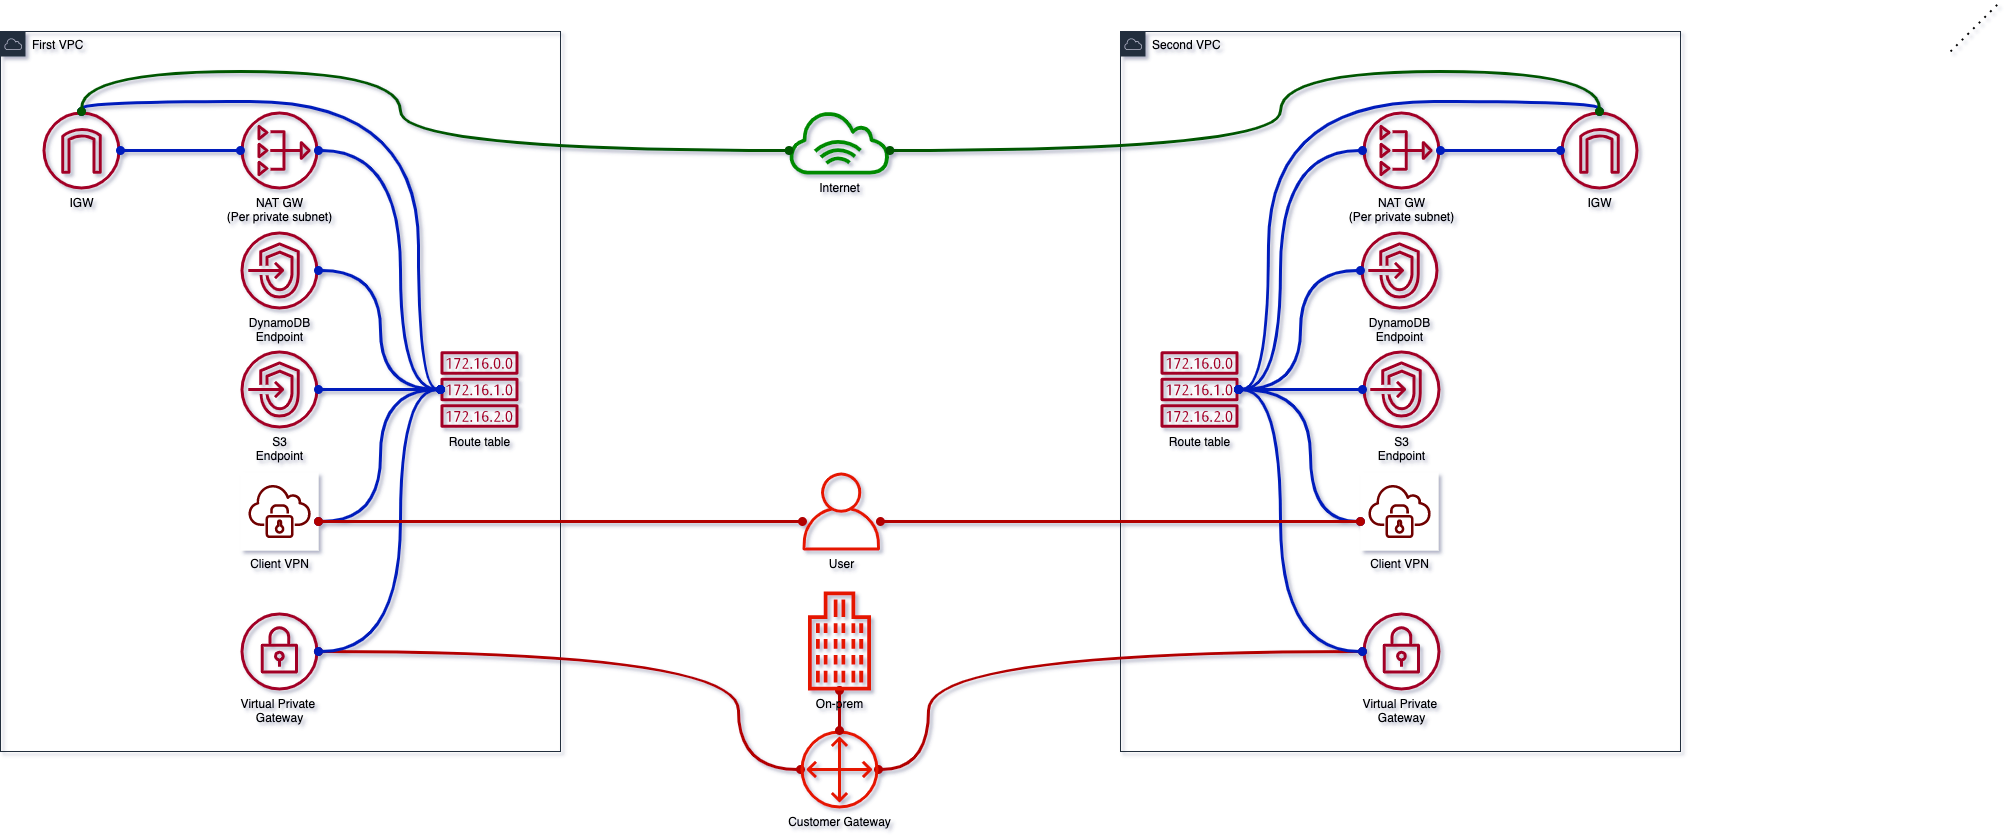 First VPC
IGW
NAT GW
(Per private subnet)
DynamoDB
Endpoint
S3
Endpoint
Client VPN
Virtual Private
Gateway
172.16.0.0
172.16.1.0
172.16.2.0
Route table
Internet
User
On-prem
Customer Gateway
Second VPC
172.16.0.0
172.16.1.0
172.16.2.0
Route table
NAT GW
(Per private subnet)
IGW
DynamoDB
Endpoint
S3
Endpoint
Client VPN
Virtual Private
Gateway